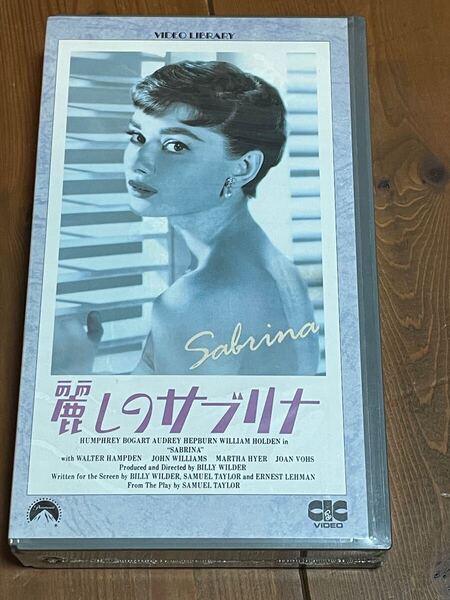 VIDEO LIBRARY
Sabrina
麗しのサブリナ
HUMPHREY BOGART AUDREY HEPBURN WILLIAM HOLDEN in
"SABRINA"
with WALTER HAMPDEN JOHN WILLIAMS MARTHA HYER JOAN VOHS
Produced and Directed by BILLY WILDER
Written for the Screen by BILLY WILDER, SAMUEL TAYLOR and ERNEST LEHMAN
From The Play by SAMUEL TAYLOR
Paramount
CIC
VIDEO